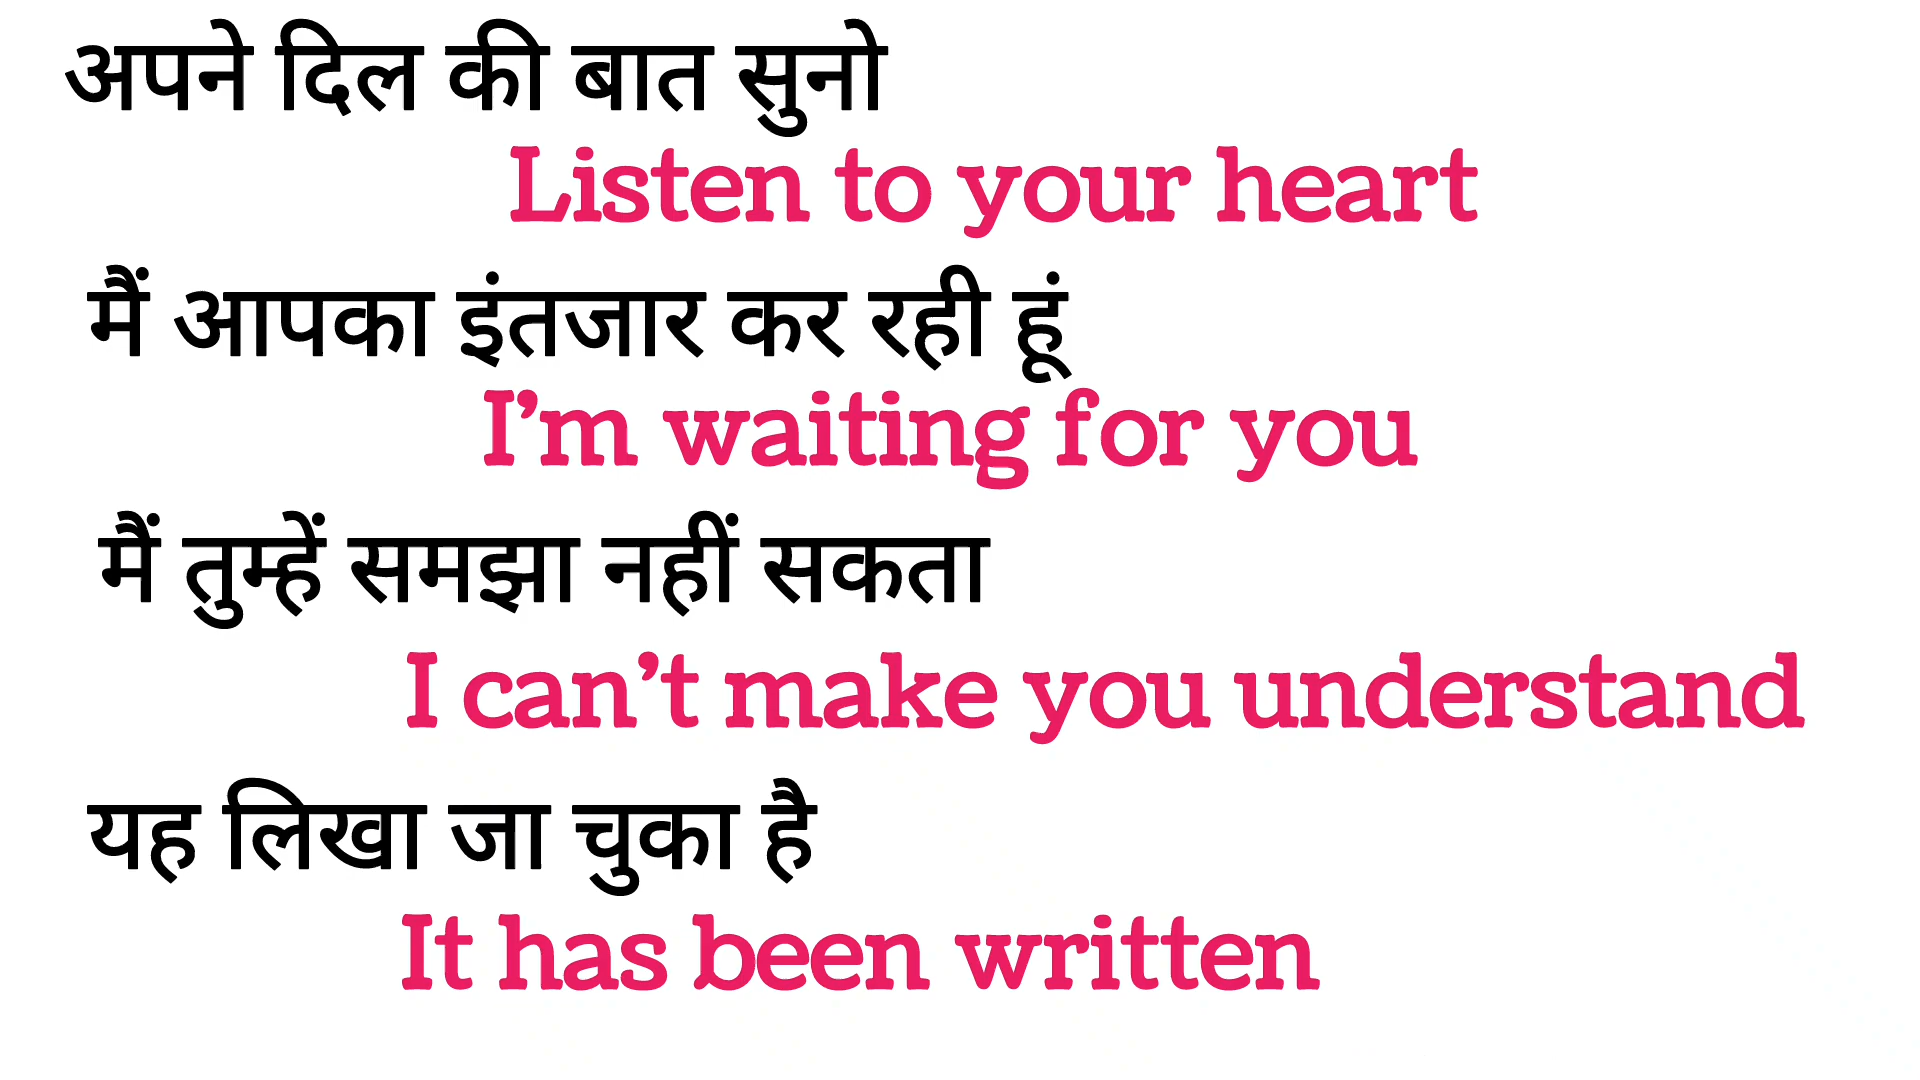 अपने दिल की बात सुनो
Listen to your heart
मैं आपका इंतजार कर रही हूं
I’m waiting for you
मैं तुम्हें समझा नहीं सकता
I can’t make you understand
यह लिखा जा चुका है
It has been written